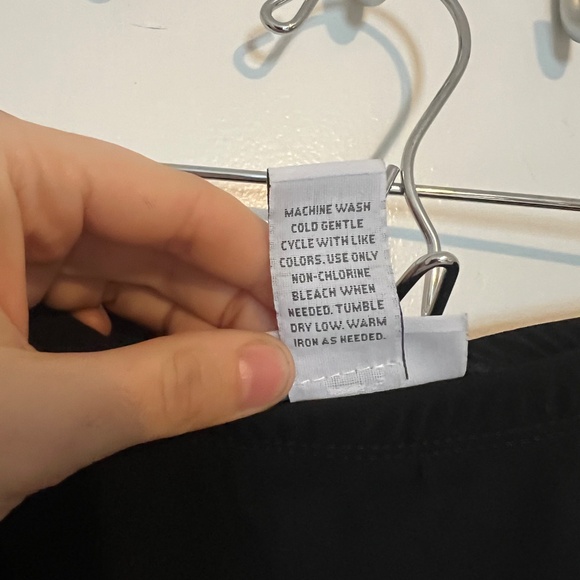 MACHINE WASH
COLD GENTLE
CYCLE WITH LIKE
COLORS. USE ONLY
NON-CHLORINE
BLEACH WHEN
NEEDED. TUMBLE
DRY LOW. WARM
IRON AS NEEDED.